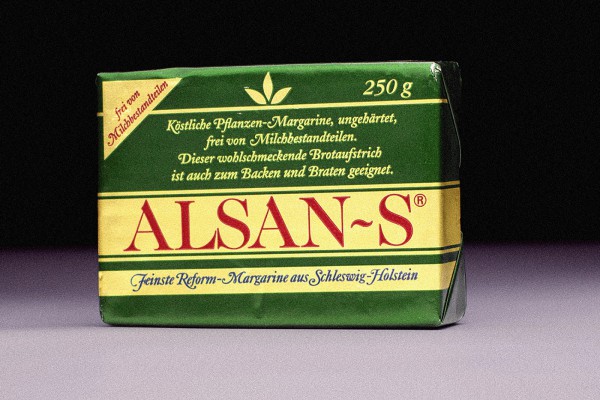 frei von
Milchbestandteilen
250 g
Köstliche Pflanzen-Margarine, ungehärtet,
frei von Milchbestandteilen.
Dieser wohlschmeckende Brotaufstrich
ist auch zum Backen und Braten geeignet.
ALSAN~S®
Feinste Reform-Margarine aus Schleswig-Holstein